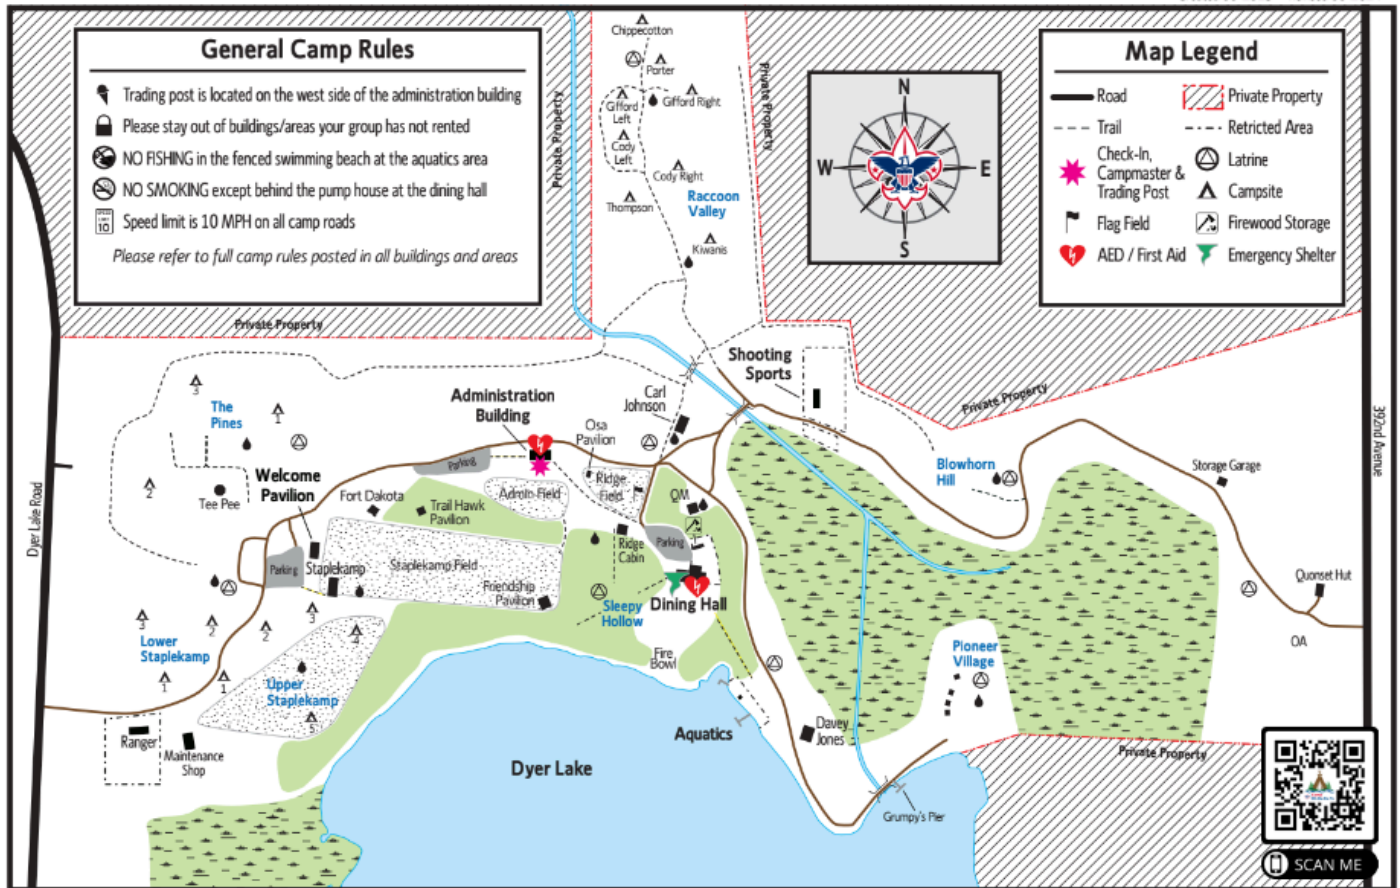 General Camp Rules
Trading post is located on the west side of the administration building
Please stay out of buildings/areas your group has not rented
NO FISHING in the fenced swimming beach at the aquatics area
NO SMOKING except behind the pump house at the dining hall
10
Speed limit is 10 MPH on all camp roads
Please refer to full camp rules posted in all buildings and areas
Map Legend
Road
Private Property
Trail
Retricted Area
Check-In,
Campmaster &
Trading Post
Latrine
Campsite
Flag Field
Firewood Storage
AED / First Aid
Emergency Shelter
N
W
E
S
Chippecotton
Porter
Gifford
Left
Gifford Right
Cody
Left
Cody Right
Thompson
Raccoon
Valley
Kiwanis
Private Property
Private Property
Private Property
Private Property
Shooting
Sports
Carl
Johnson
Administration
Building
Osa
Pavilion
The
Pines
3
1
2
Tee Pee
Welcome
Pavilion
Parking
Fort Dakota
Trail Hawk
Pavilion
Admin Field
Ridge
Field
QM
Parking
Ridge
Cabin
Parking
Staplekamp
Staplekamp Field
Friendship
Pavilion
Sleepy
Hollow
Dining Hall
Fire
Bowl
Blowhorn
Hill
Storage Garage
Quonset Hut
OA
Dyer Lake Road
392nd Avenue
3
2
2
3
4
Lower
Staplekamp
1
1
Upper
Staplekamp
5
Ranger
Maintenance
Shop
Aquatics
Davey
Jones
Pioneer
Village
Dyer Lake
Grumpy's Pier
Private Property
SCAN ME